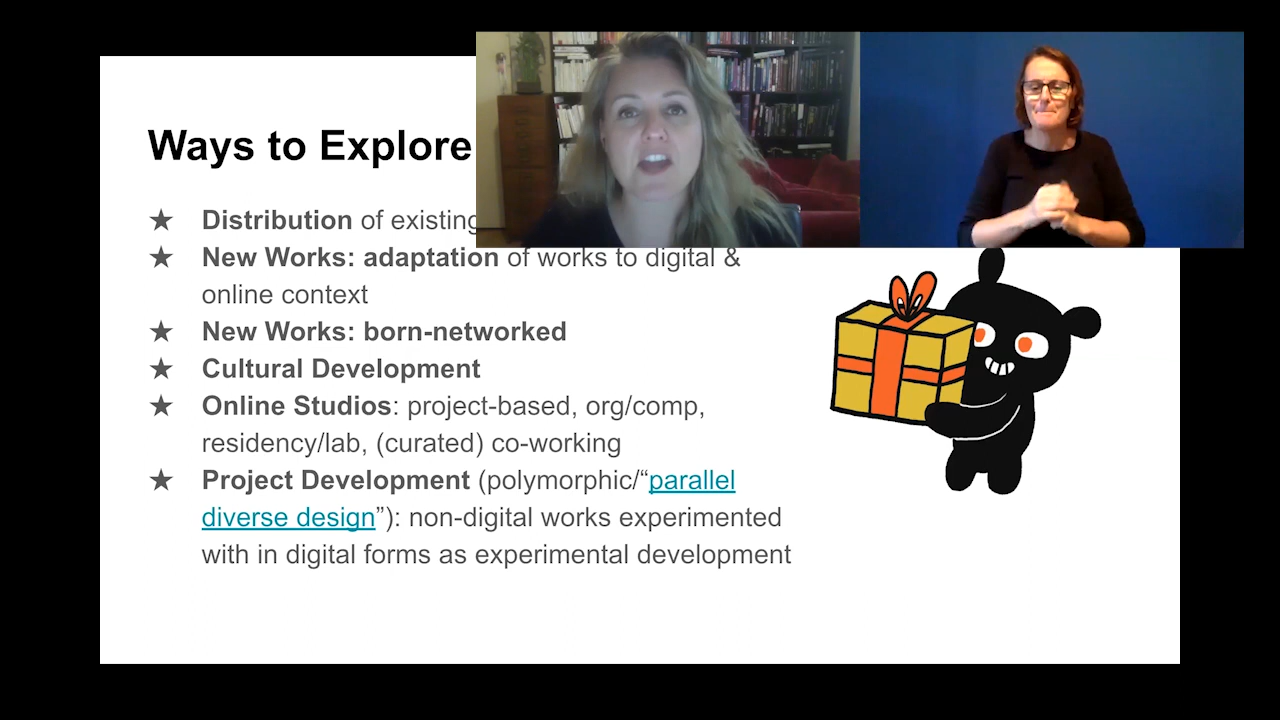 Ways to Explore
★ Distribution of existing
★ New Works: adaptation of works to digital &
online context
★ New Works: born-networked
★ Cultural Development
★ Online Studios: project-based, org/comp,
residency/lab, (curated) co-working
★ Project Development (polymorphic/“parallel
diverse design”): non-digital works experimented
with in digital forms as experimental development